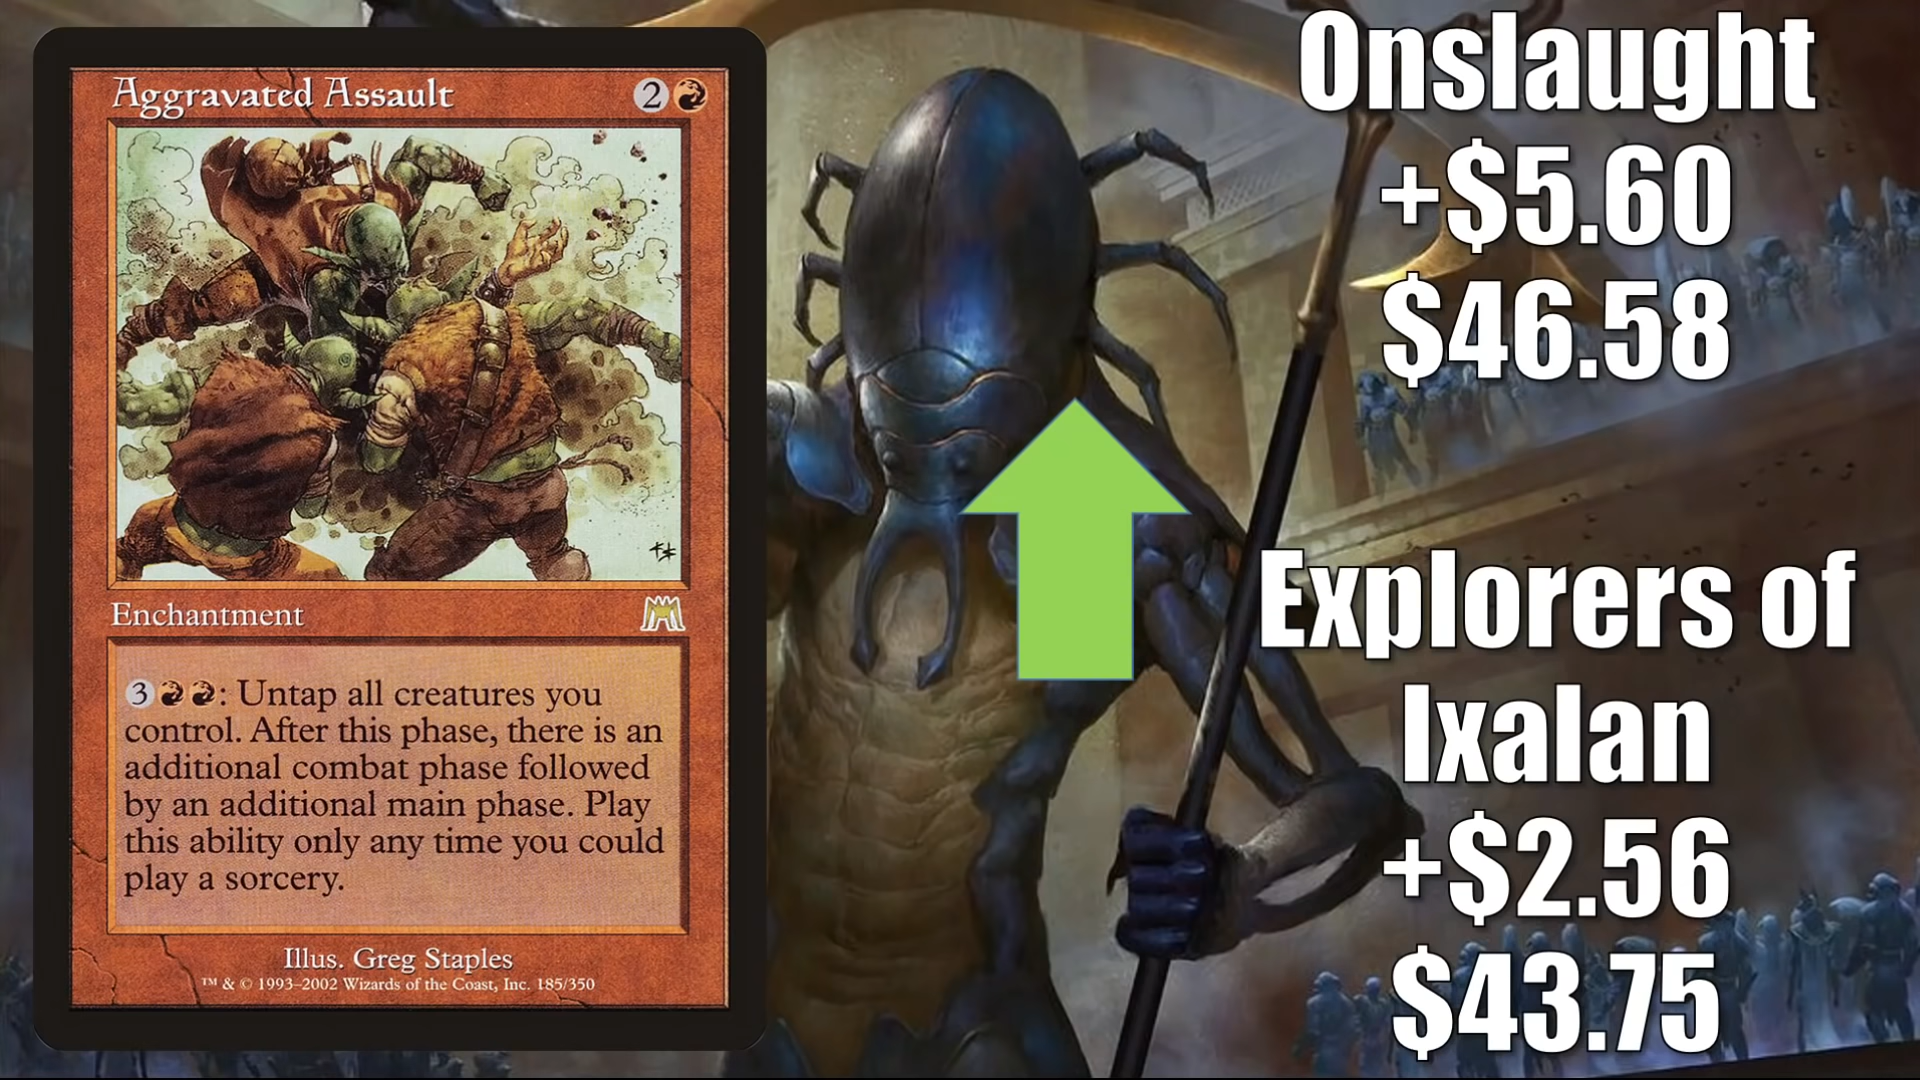 Aggravated Assault
2
Enchantment
3: Untap all creatures you
control. After this phase, there is an
additional combat phase followed
by an additional main phase. Play
this ability only any time you could
play a sorcery.
Illus. Greg Staples
™ & © 1993–2002 Wizards of the Coast, Inc. 185/350
Onslaught
+$5.60
$46.58
Explorers of
Ixalan
+$2.56
$43.75